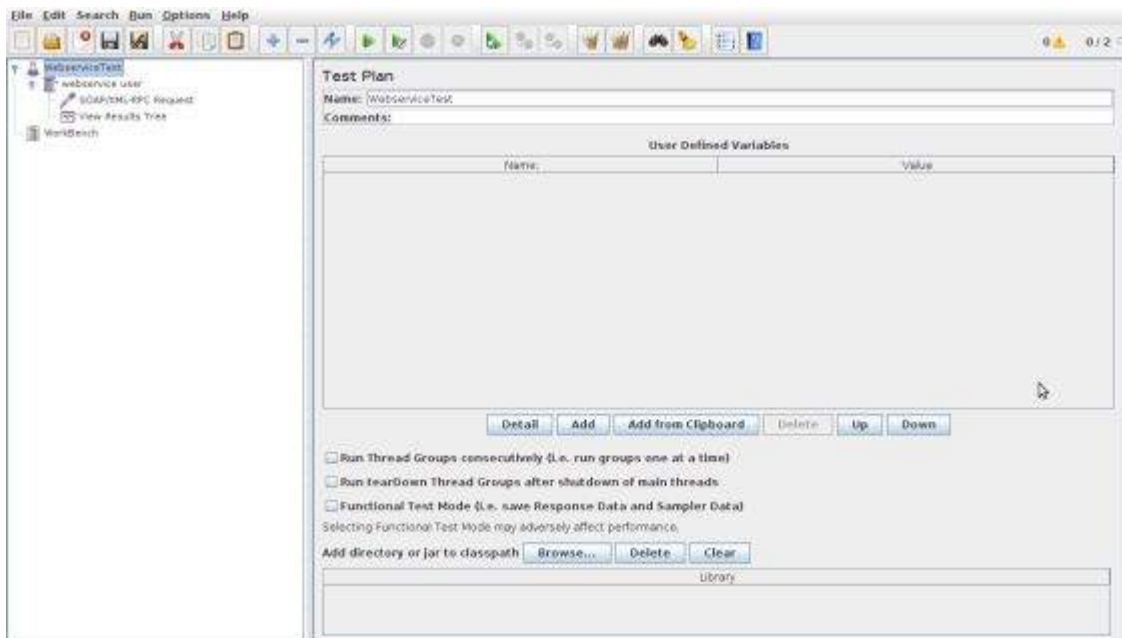 File Edit Search Run Options Help
0 0 / 2
WebserviceTest
webservice user
SOAP/XML-RPC Request
View Results Tree
WorkBench
Test Plan
Name: WebserviceTest
Comments:
User Defined Variables
Name: Value
Detail Add Add from Clipboard Delete Up Down
Run Thread Groups consecutively (i.e. run groups one at a time)
Run tearDown Thread Groups after shutdown of main threads
Functional Test Mode (i.e. save Response Data and Sampler Data)
Selecting Functional Test Mode may adversely affect performance.
Add directory or jar to classpath Browse... Delete Clear
Library